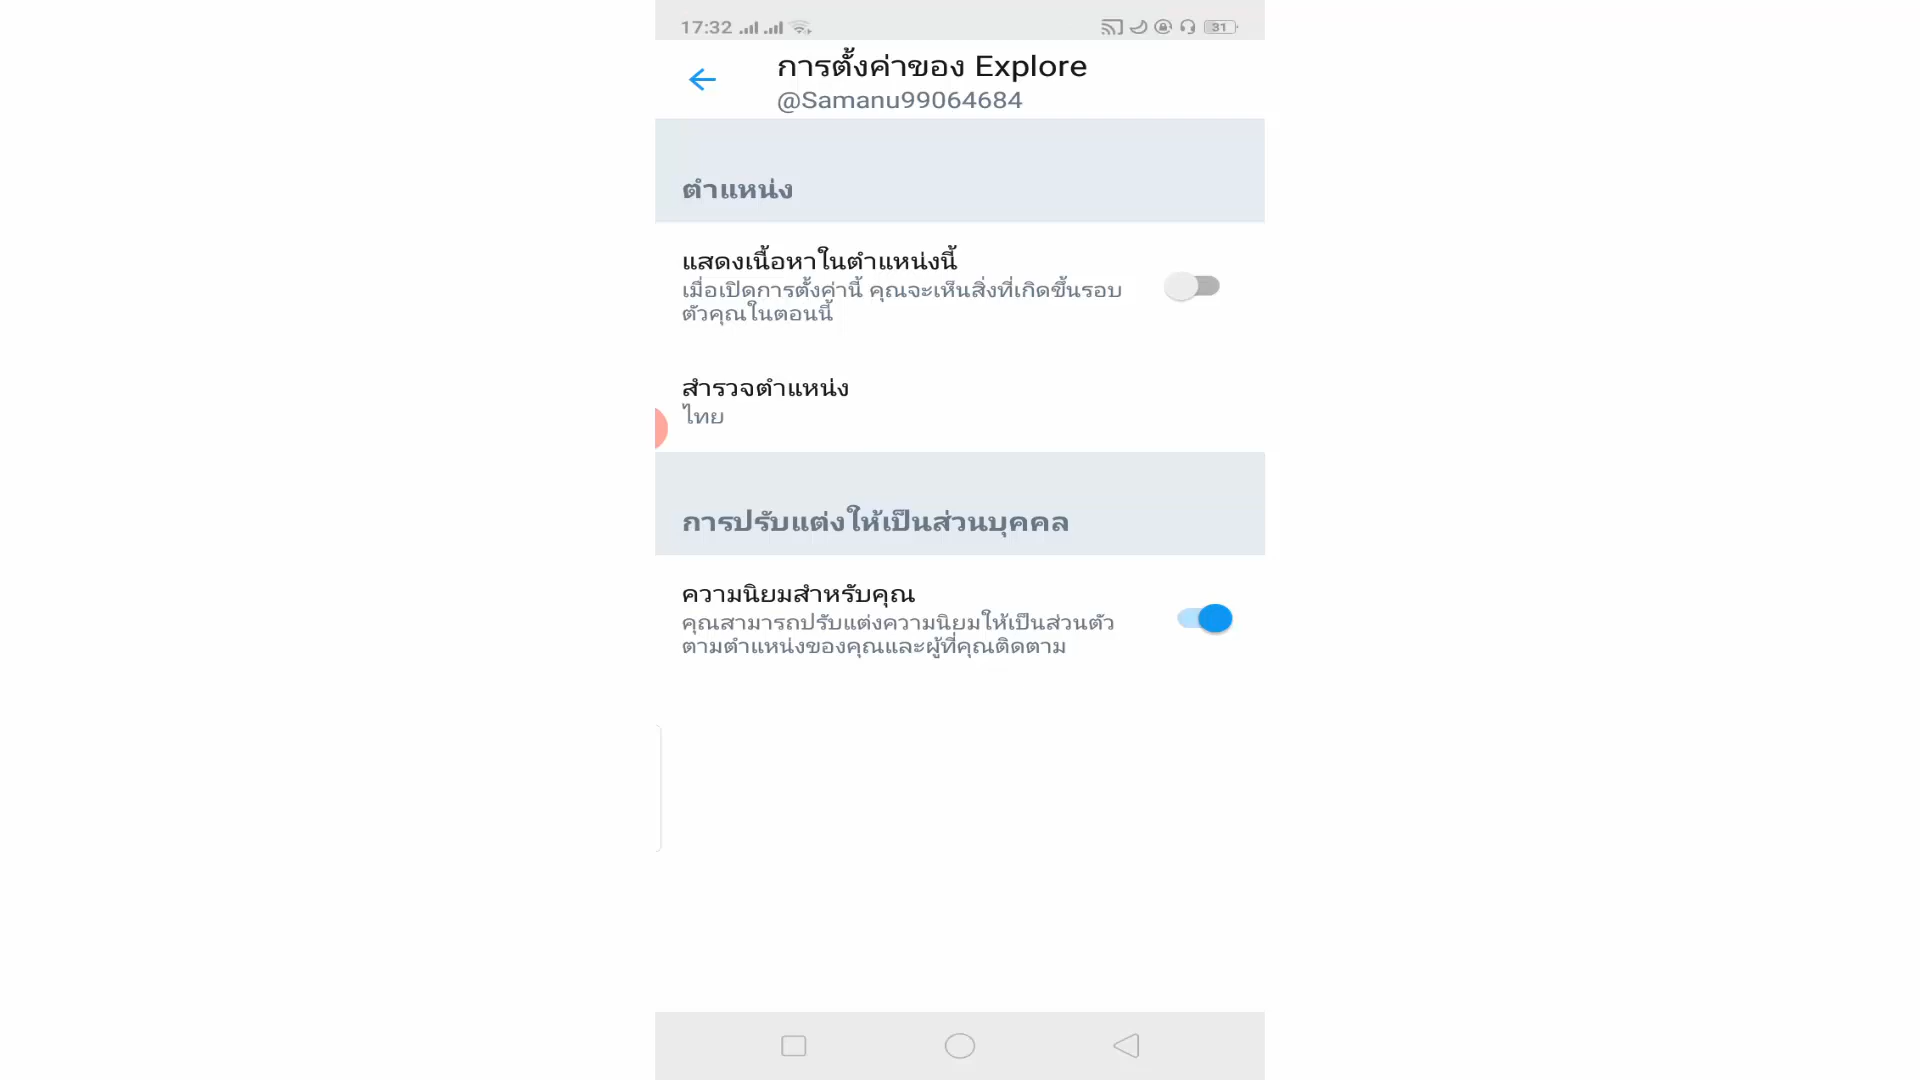 17:32
31
การตั้งค่าของ Explore
@Samanu99064684
ตำแหน่ง
แสดงเนื้อหาในตำแหน่งนี้
เมื่อเปิดการตั้งค่านี้ คุณจะเห็นสิ่งที่เกิดขึ้นรอบ
ตัวคุณในตอนนี้
สำรวจตำแหน่ง
ไทย
การปรับแต่งให้เป็นส่วนบุคคล
ความนิยมสำหรับคุณ
คุณสามารถปรับแต่งความนิยมให้เป็นส่วนตัว
ตามตำแหน่งของคุณและผู้ที่คุณติดตาม